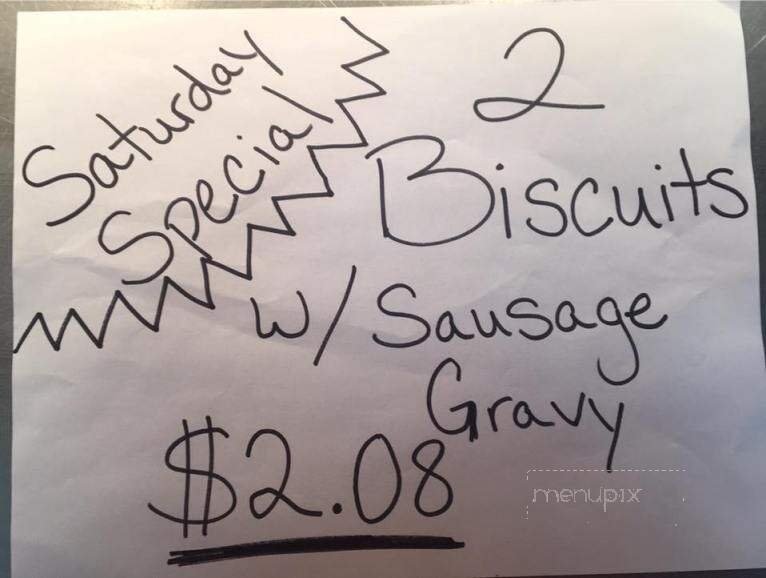 Saturday
Special
2
Biscuits
w/ Sausage
Gravy
$2.08
menupix